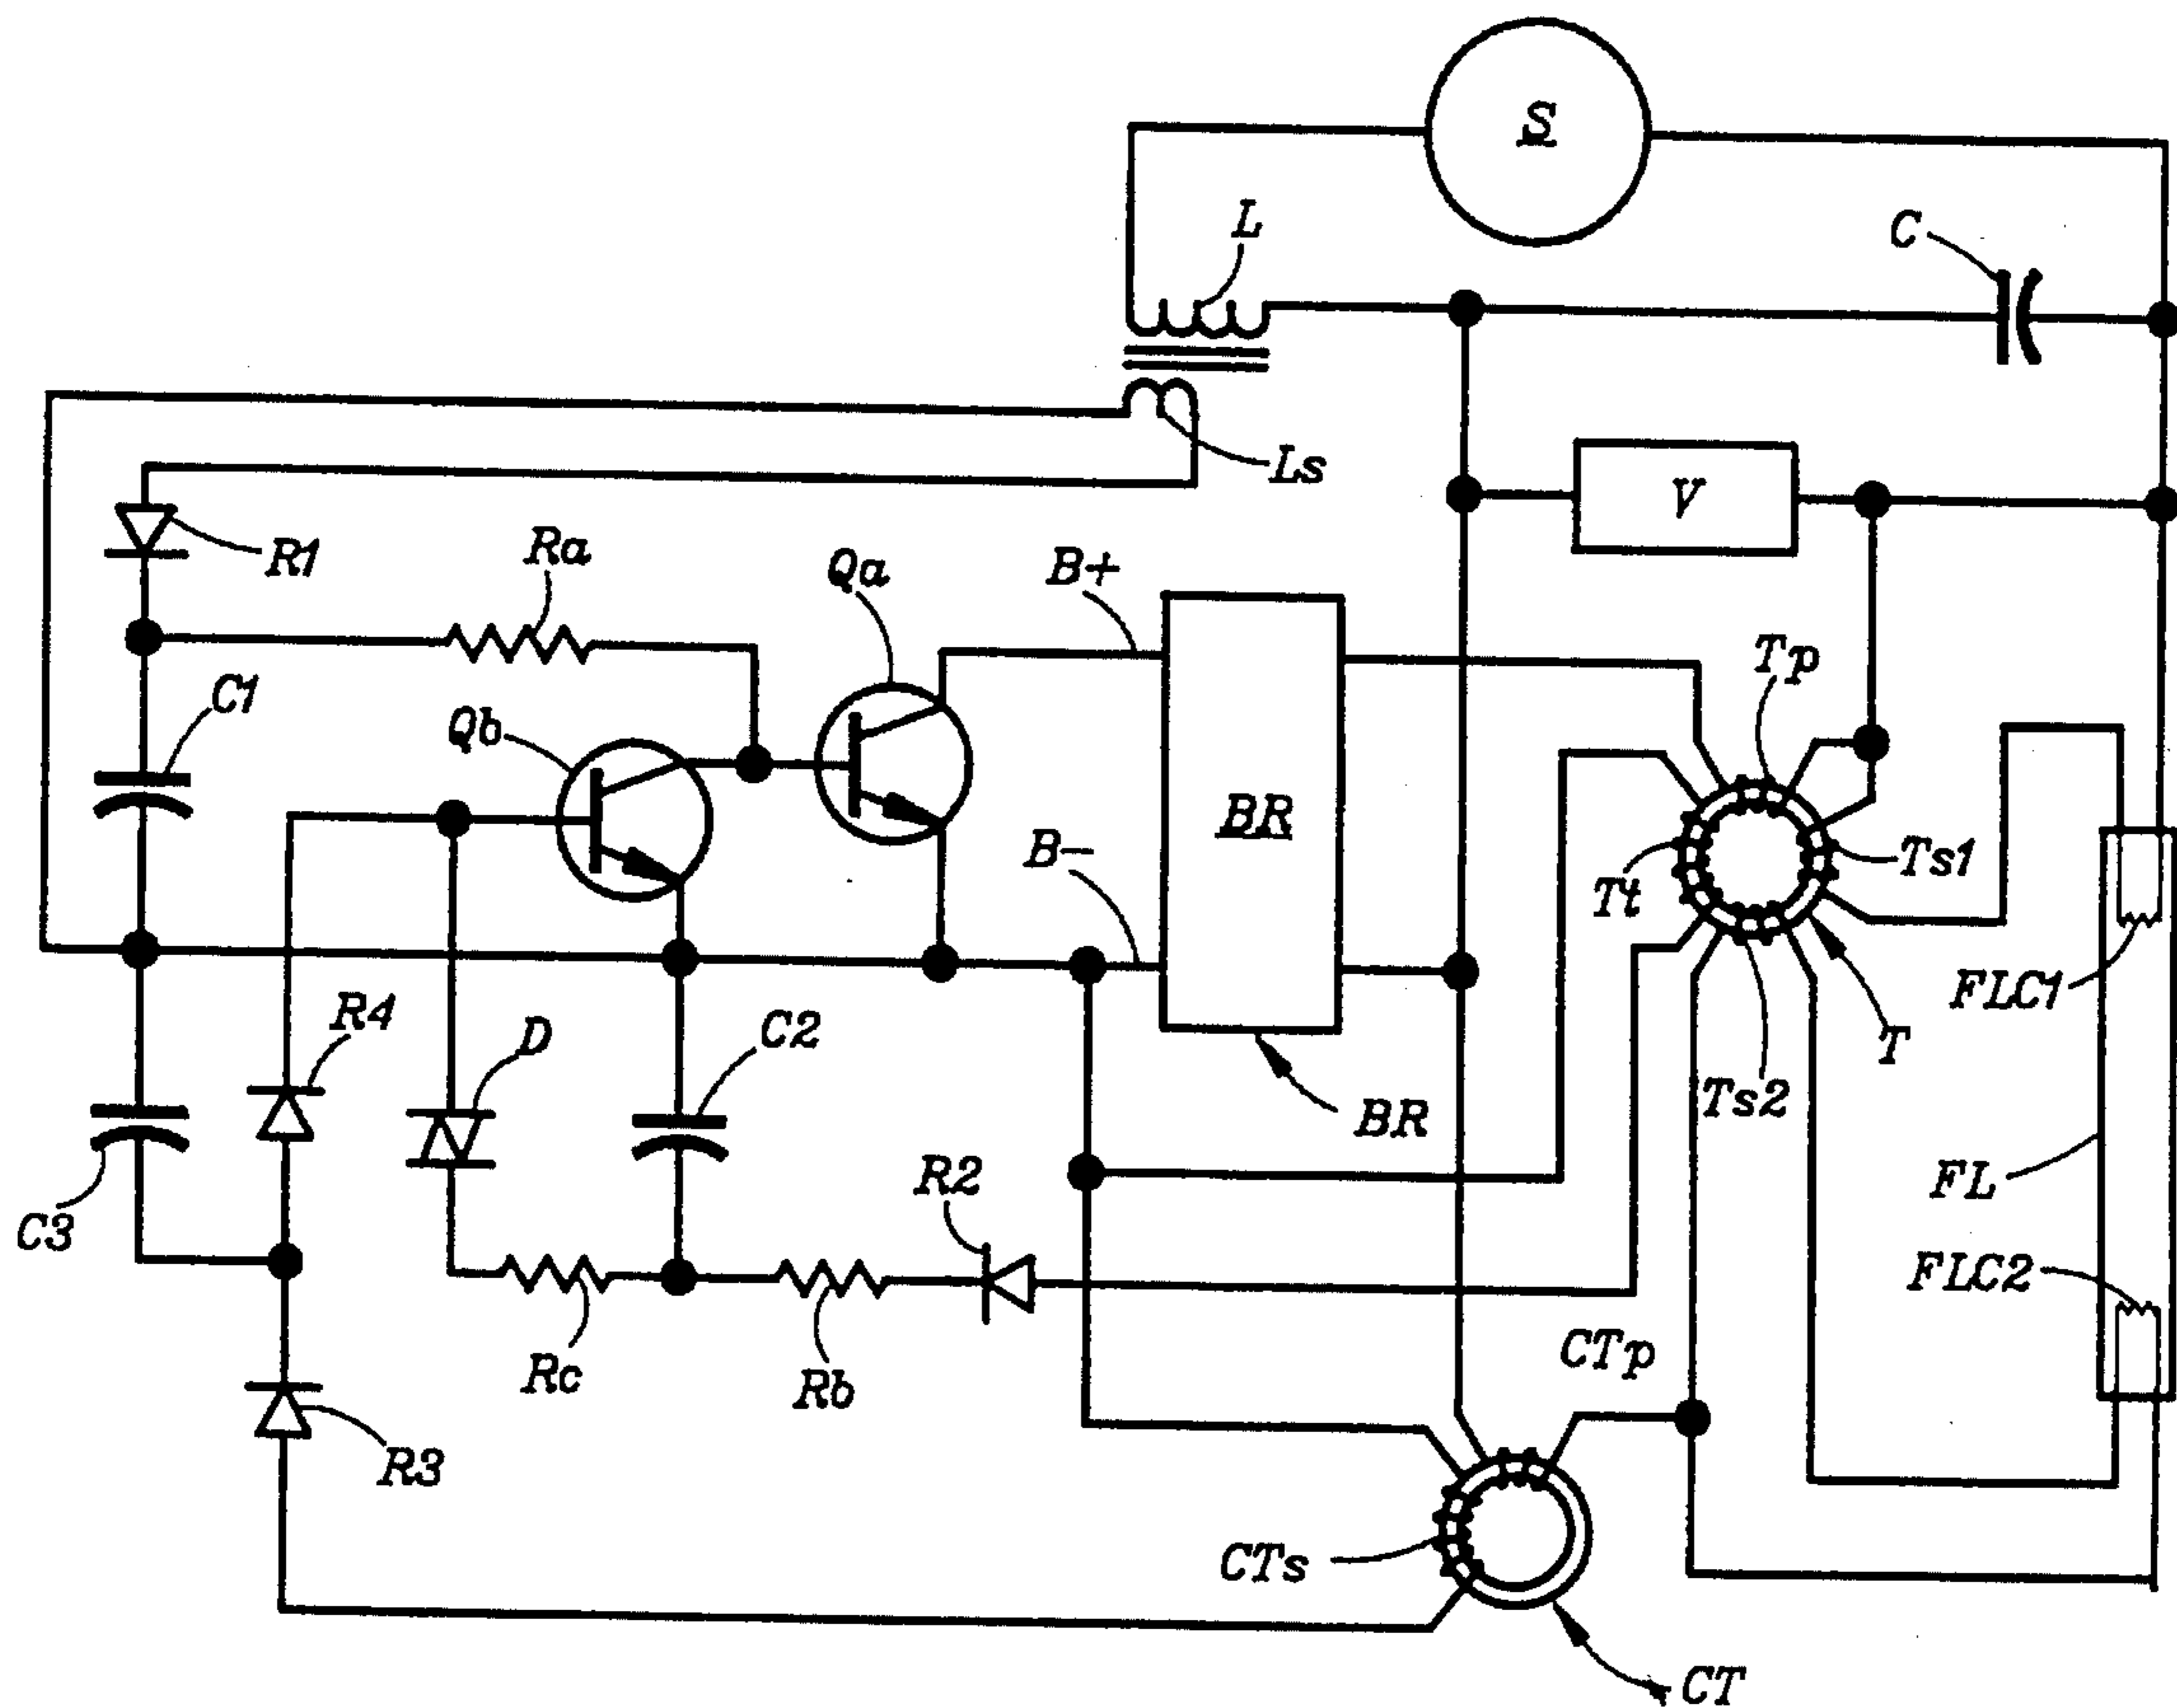 S
L
C
Ls
V
R1
Ra
Qa
B+
Tp
C1
Qb
BR
B-
Tt
Ts1
FLC1
R4
D
C2
T
Ts2
BR
FL
R2
C3
FLC2
CTp
Rc
Rb
R3
CTs
CT